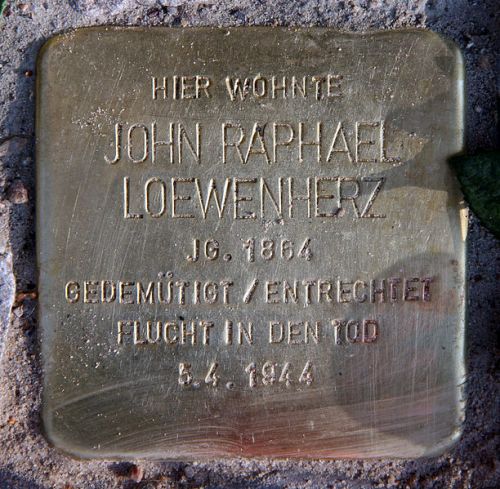 HIER WOHNTE
JOHN RAPHAEL
LOEWENHERZ
JG. 1864
GEDEMÜTIGT / ENTRECHTET
FLUCHT IN DEN TOD
5.4. 1944